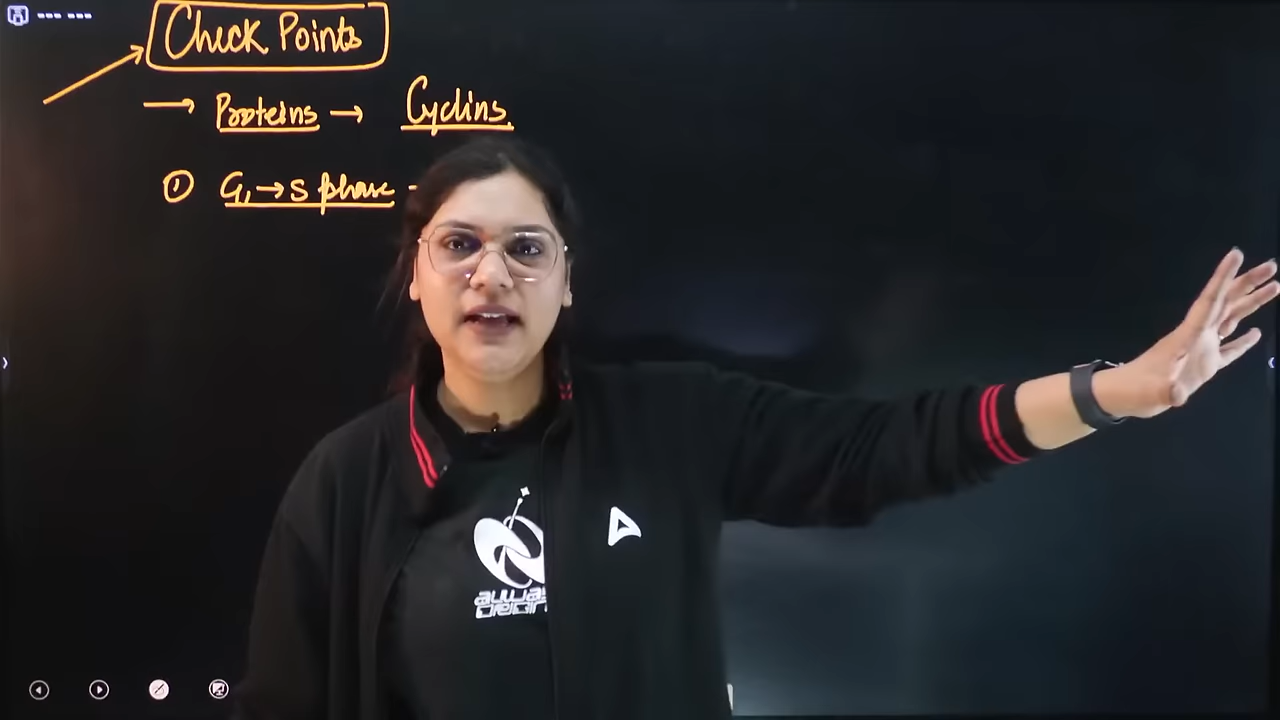 Check Points
→ Proteins → Cyclins.
① G₁→S phase -